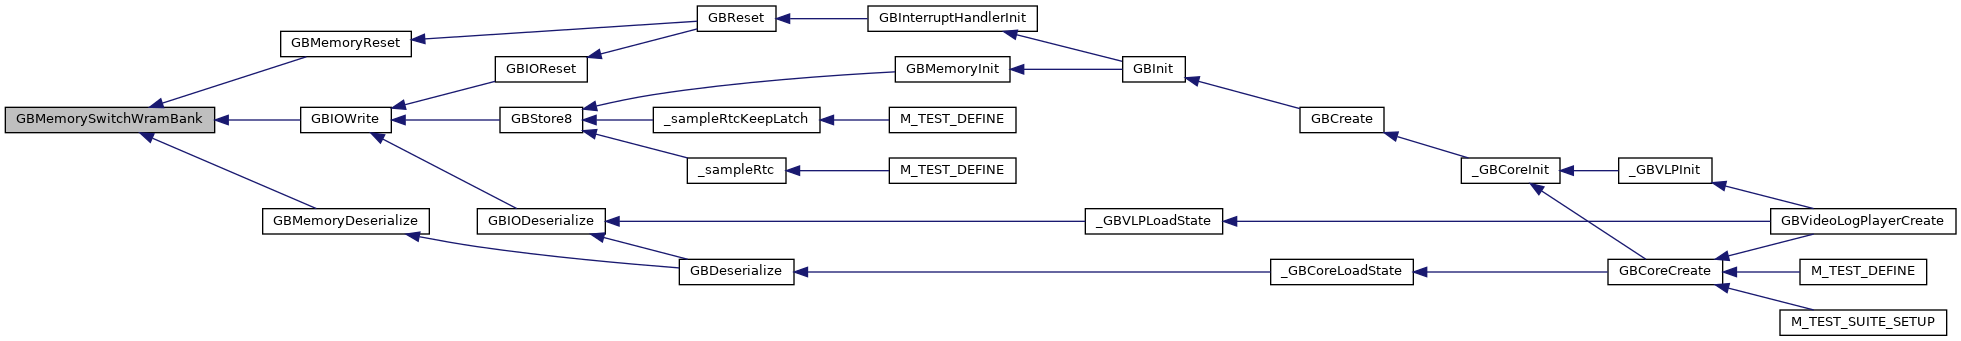 GBReset
GBInterruptHandlerInit
GBMemoryReset
GBIOReset
GBMemoryInit
GBInit
GBMemorySwitchWramBank
GBIOWrite
GBStore8
_sampleRtcKeepLatch
M_TEST_DEFINE
GBCreate
_sampleRtc
M_TEST_DEFINE
_GBCoreInit
_GBVLPInit
GBMemoryDeserialize
GBIODeserialize
_GBVLPLoadState
GBVideoLogPlayerCreate
GBDeserialize
_GBCoreLoadState
GBCoreCreate
M_TEST_DEFINE
M_TEST_SUITE_SETUP